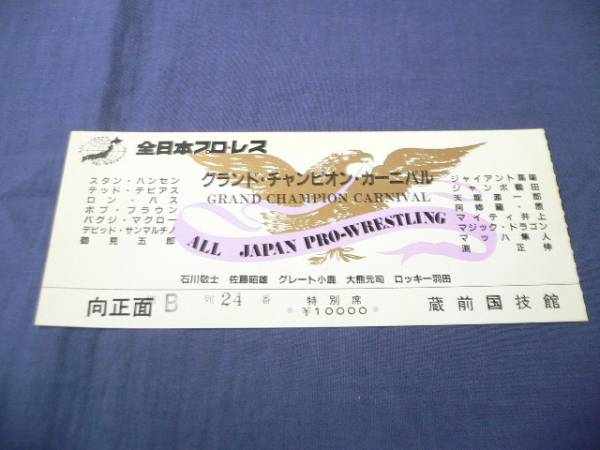 全日本プロ・レス
グランド・チャンピオン・カーニバル
GRAND CHAMPION CARNIVAL
ALL JAPAN PRO-WRESTLING
スタン・ハンセン
テッド・デビアス
ロン・バス
ボブ・ブラウン
バグジー・マグロー
デビッド・サンマルチノ
鶴見五郎
ジャイアント馬場
ジャンボ鶴田
天龍源一郎
阿修羅・原
マイティ井上
マジック・ドラゴン
マッハ隼人
渕正伸
石川敬士 佐藤昭雄 グレート小鹿 大熊元司 ロッキー羽田
向正面 B 列 24 番 特別席 ¥10000 蔵前国技館